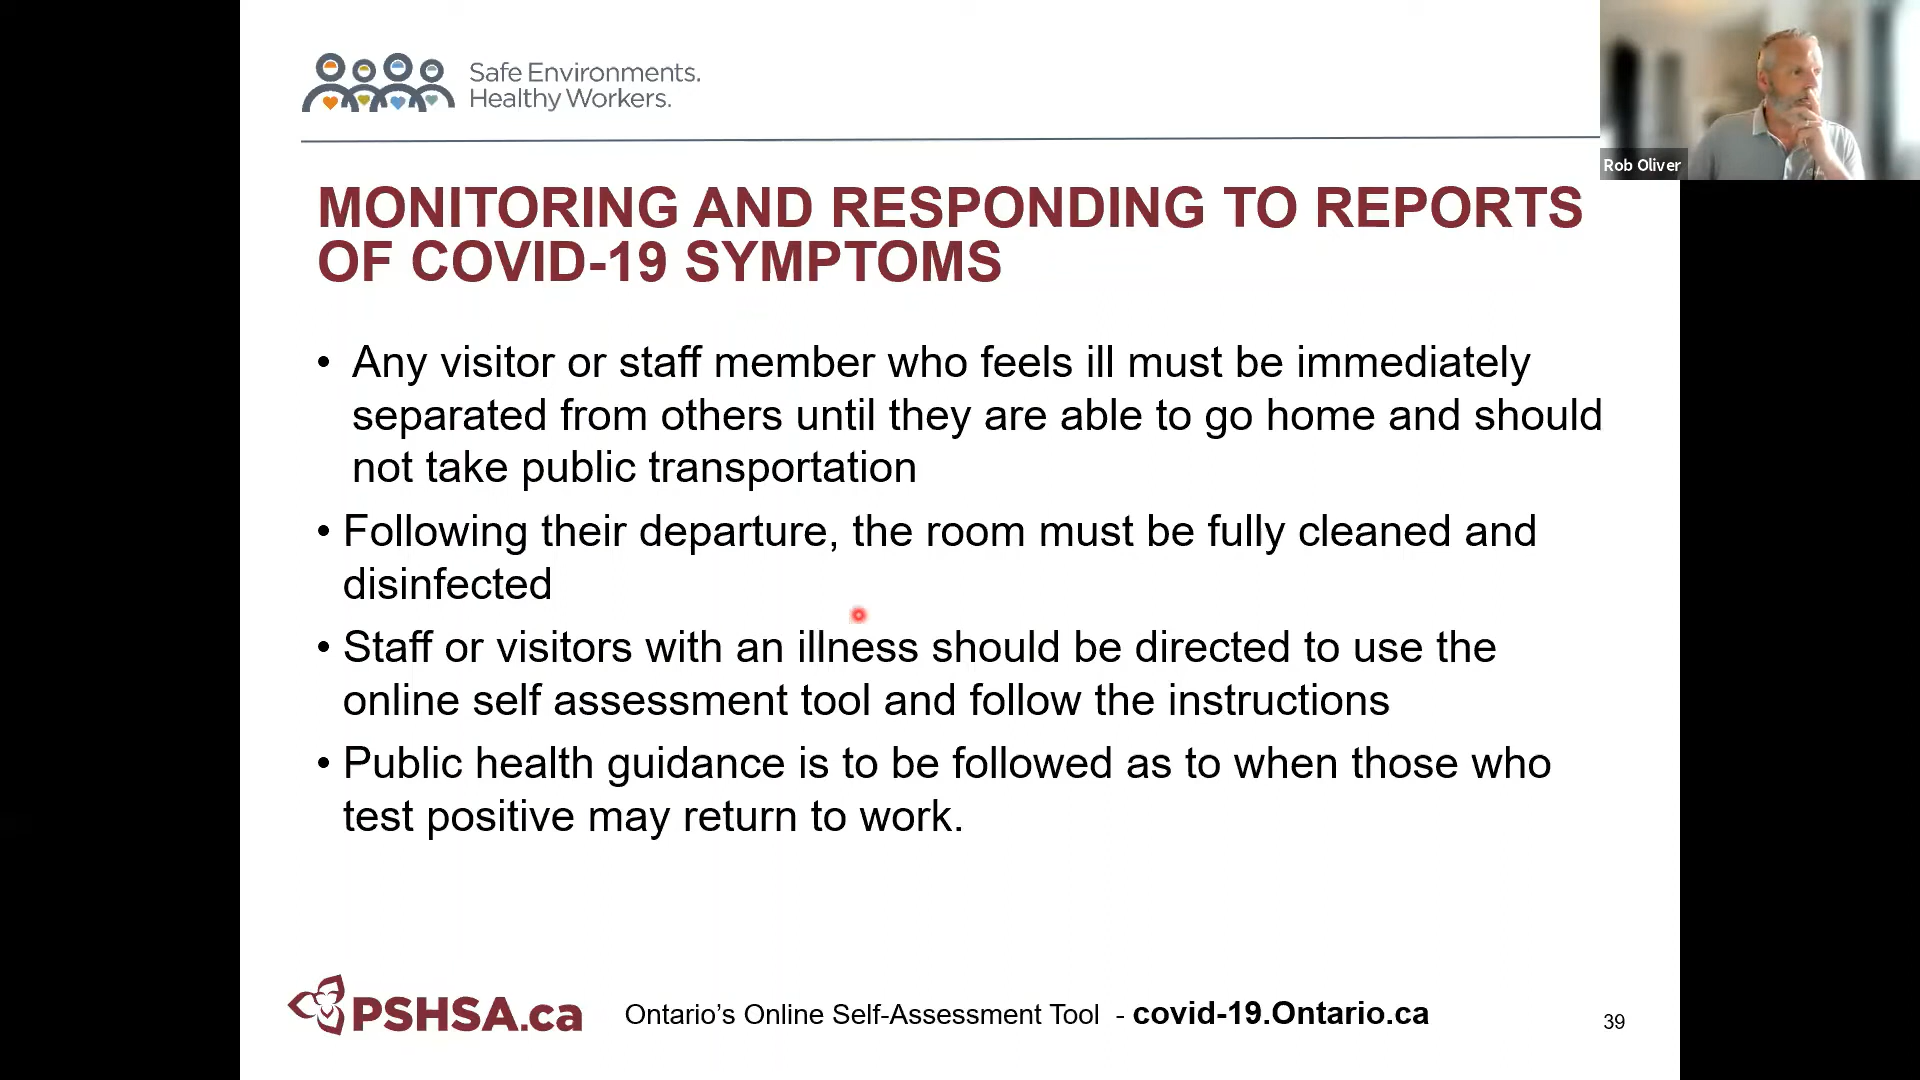 Safe Environments.
Healthy Workers.
Rob Oliver
MONITORING AND RESPONDING TO REPORTS
OF COVID-19 SYMPTOMS
• Any visitor or staff member who feels ill must be immediately
separated from others until they are able to go home and should
not take public transportation
• Following their departure, the room must be fully cleaned and
disinfected
• Staff or visitors with an illness should be directed to use the
online self assessment tool and follow the instructions
• Public health guidance is to be followed as to when those who
test positive may return to work.
PSHSA.ca
Ontario’s Online Self-Assessment Tool - covid-19.Ontario.ca
39